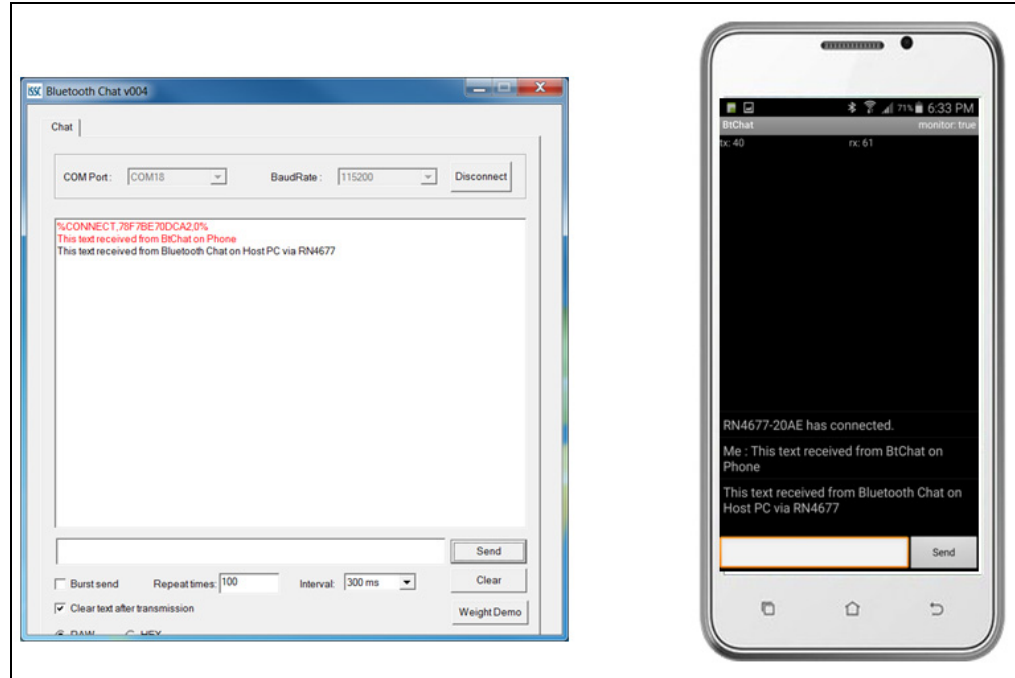 ISSC Bluetooth Chat v004
Chat
COM Port: COM18 BaudRate: 115200 Disconnect
%CONNECT,78F7BE70DCA2,0%
This text received from BtChat on Phone
This text received from Bluetooth Chat on Host PC via RN4677
Send
Burst send Repeat times: 100 Interval: 300 ms Clear
Clear text after transmission Weight Demo
RAW HEX
71% 6:33 PM
BtChat monitor: true
tx: 40 rx: 61
RN4677-20AE has connected.
Me : This text received from BtChat on
Phone
This text received from Bluetooth Chat on
Host PC via RN4677
Send